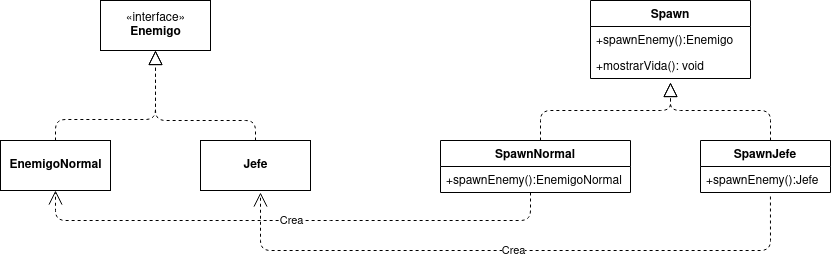 «interface»
Enemigo
Spawn
+spawnEnemy():Enemigo
+mostrarVida(): void
EnemigoNormal
Jefe
SpawnNormal
+spawnEnemy():EnemigoNormal
SpawnJefe
+spawnEnemy():Jefe
Crea
Crea